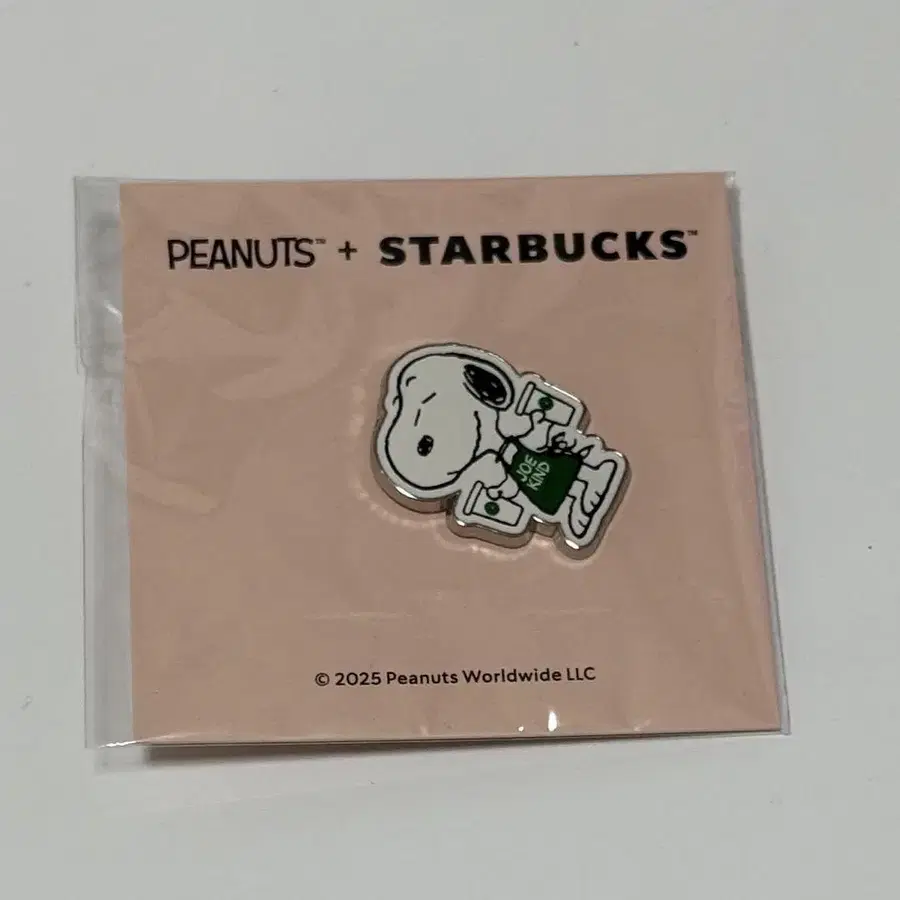 PEANUTS™ + STARBUCKS™
JOE
KIND
© 2025 Peanuts Worldwide LLC